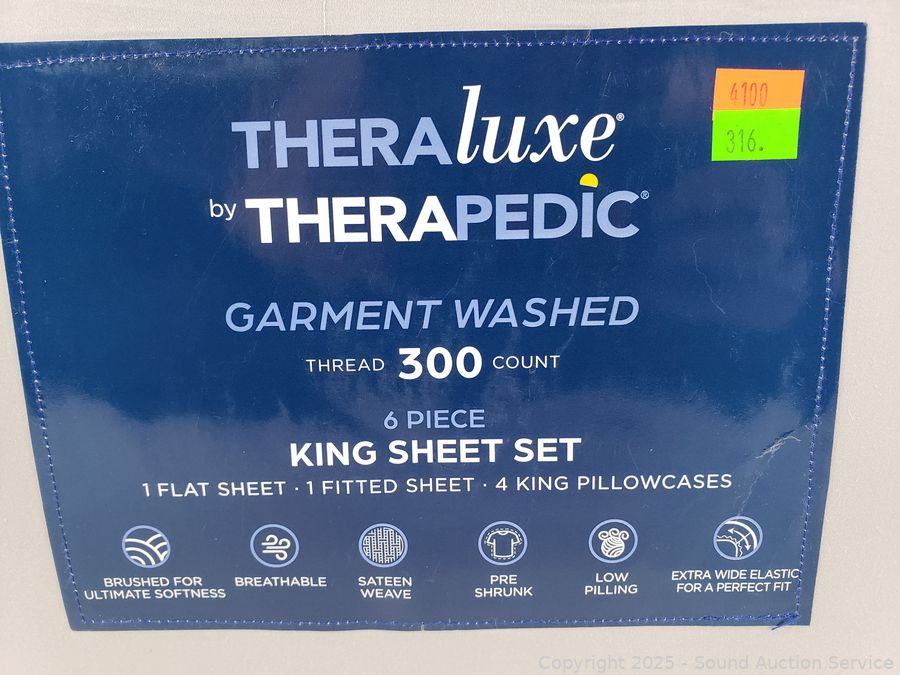 THERAluxe®
4100
316.
by THERAPEDIC®
GARMENT WASHED
THREAD 300 COUNT
6 PIECE
KING SHEET SET
1 FLAT SHEET · 1 FITTED SHEET · 4 KING PILLOWCASES
BRUSHED FOR
ULTIMATE SOFTNESS
BREATHABLE
SATEEN
WEAVE
PRE
SHRUNK
LOW
PILLING
EXTRA WIDE ELASTIC
FOR A PERFECT FIT
Copyright 2025 - Sound Auction Service